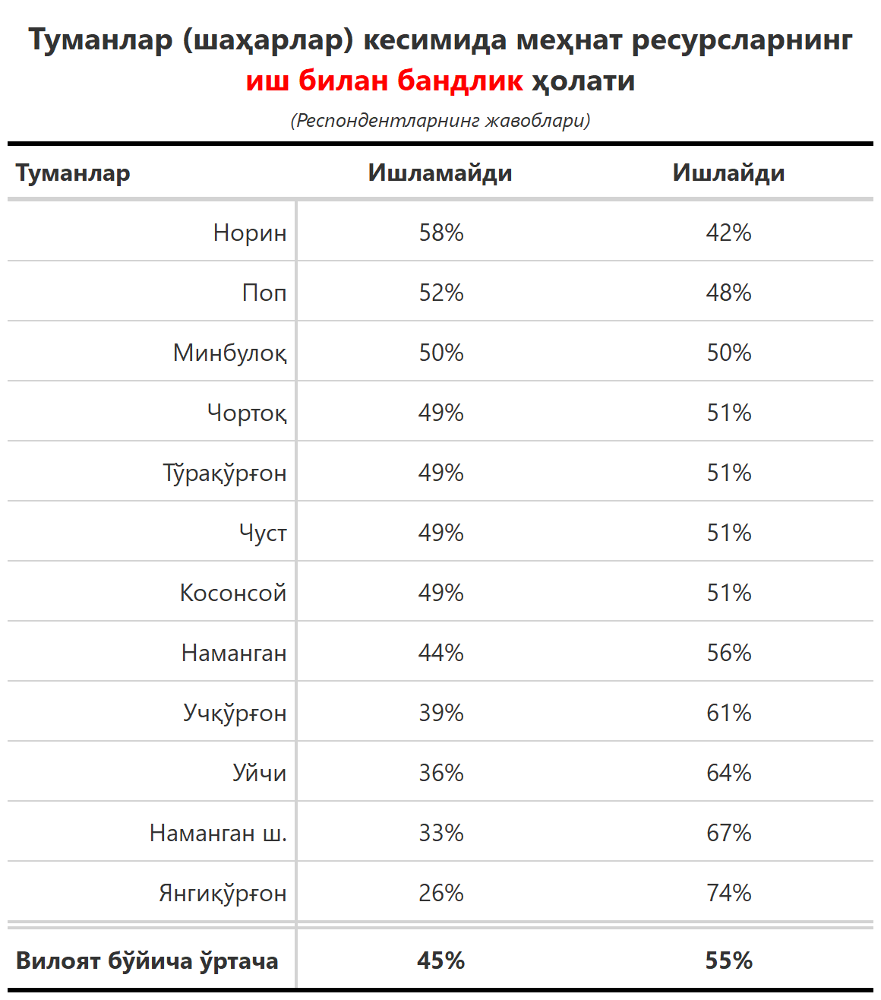 Туманлар (шаҳарлар) кесимида меҳнат ресурсларнинг
иш билан бандлик ҳолати
(Респондентларнинг жавоблари)
Туманлар Ишламайди Ишлайди
Норин 58% 42%
Поп 52% 48%
Минбулоқ 50% 50%
Чортоқ 49% 51%
Тўрақўрғон 49% 51%
Чуст 49% 51%
Косонсой 49% 51%
Наманган 44% 56%
Учқўрғон 39% 61%
Уйчи 36% 64%
Наманган ш. 33% 67%
Янгиқўрғон 26% 74%
Вилоят бўйича ўртача 45% 55%